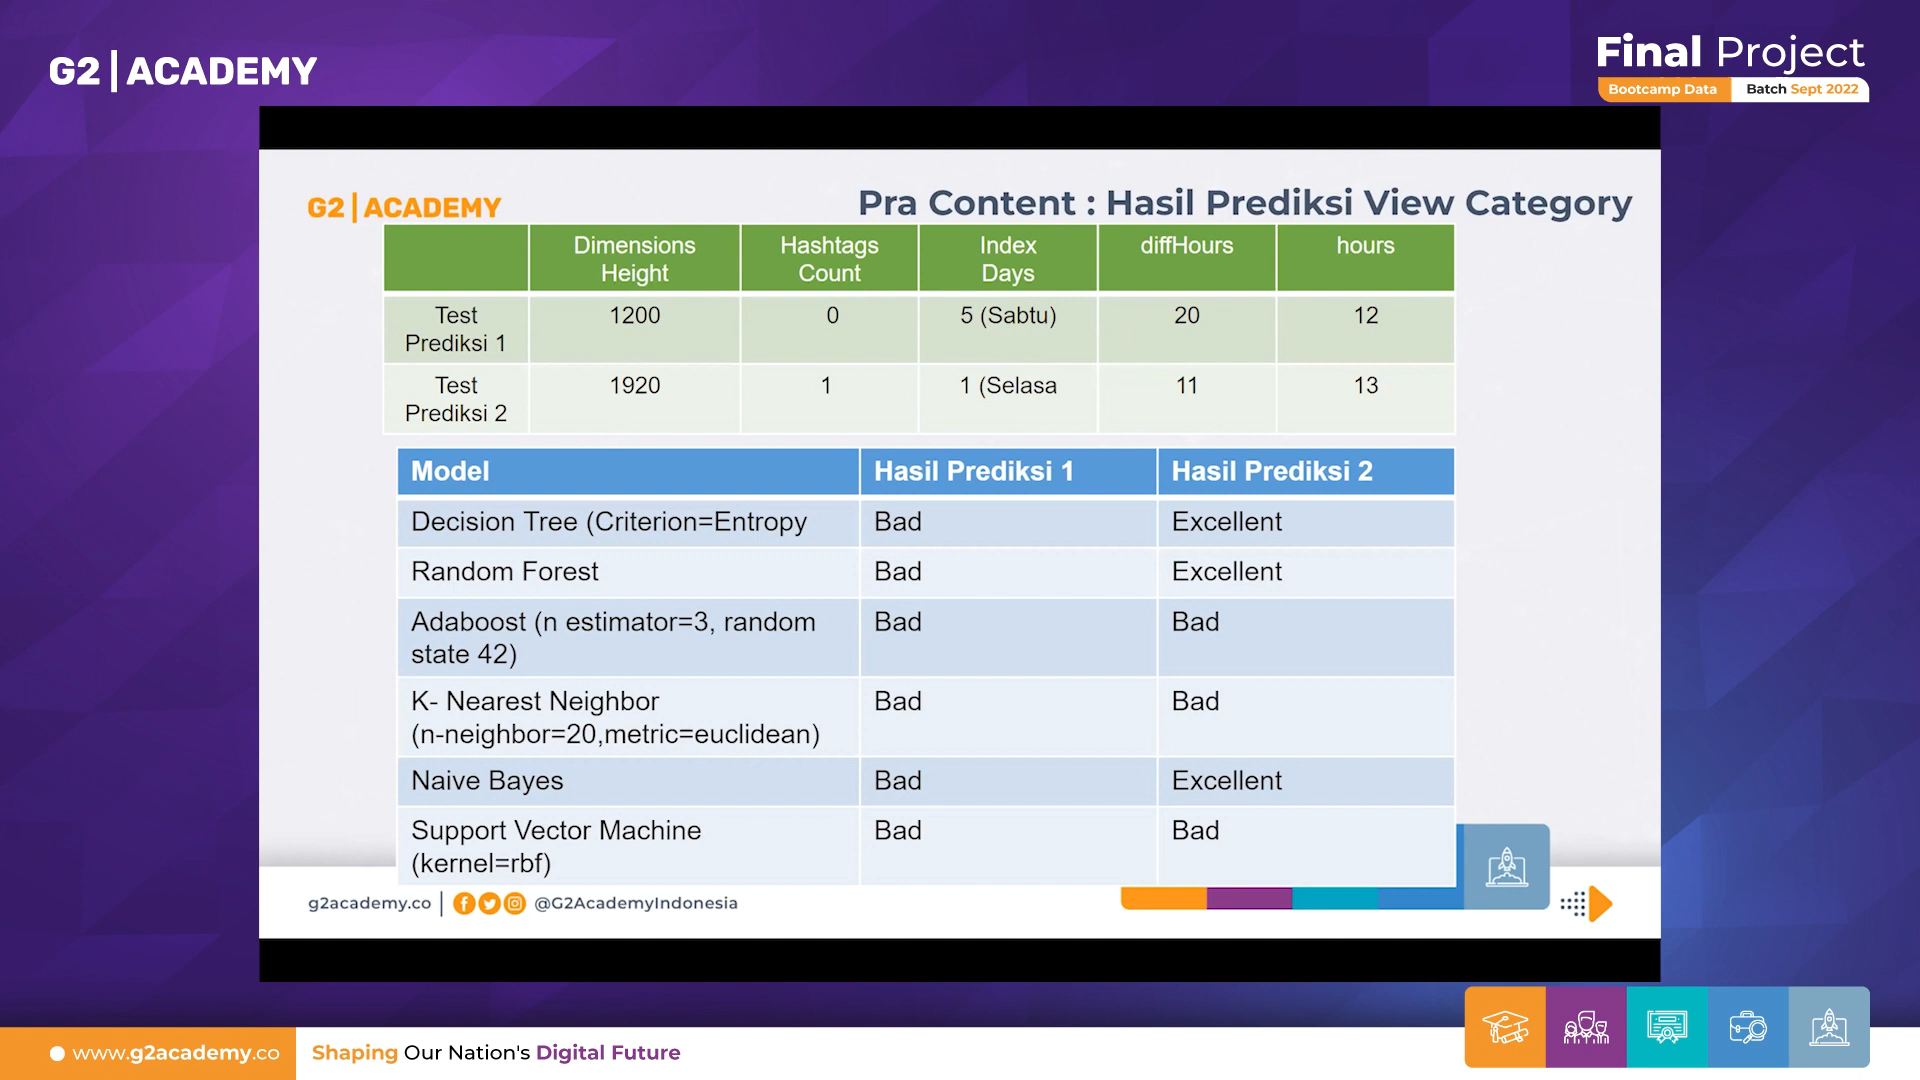 G2 | ACADEMY
Final Project
Bootcamp Data Batch Sept 2022
G2 | ACADEMY
Pra Content : Hasil Prediksi View Category
Dimensions Height Hashtags Count Index Days diffHours hours
Test Prediksi 1 1200 0 5 (Sabtu) 20 12
Test Prediksi 2 1920 1 1 (Selasa 11 13
Model Hasil Prediksi 1 Hasil Prediksi 2
Decision Tree (Criterion=Entropy Bad Excellent
Random Forest Bad Excellent
Adaboost (n estimator=3, random state 42) Bad Bad
K- Nearest Neighbor (n-neighbor=20,metric=euclidean) Bad Bad
Naive Bayes Bad Excellent
Support Vector Machine (kernel=rbf) Bad Bad
g2academy.co | @G2AcademyIndonesia
www.g2academy.co Shaping Our Nation's Digital Future